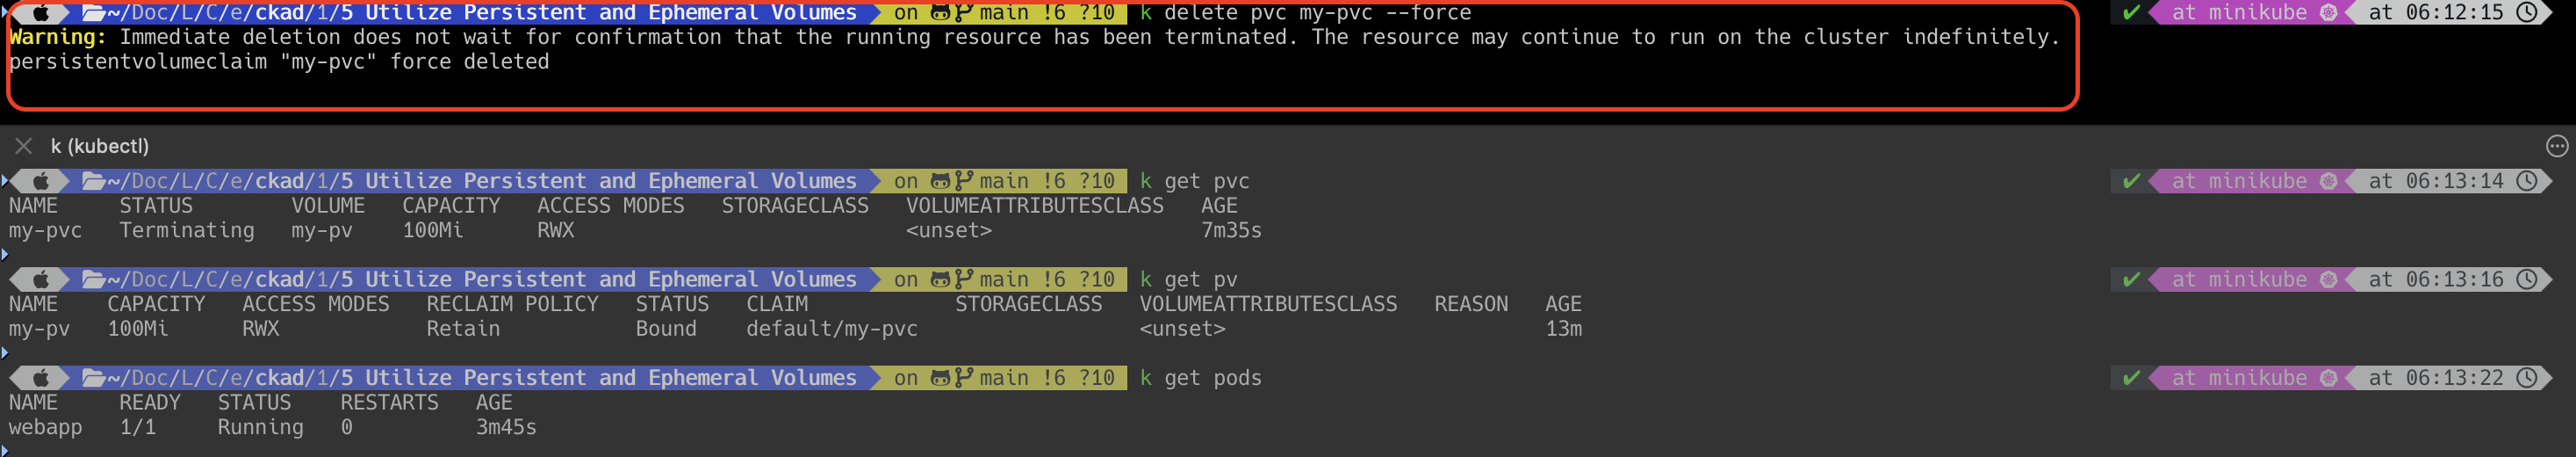 ~/Doc/L/C/e/ckad/1/5 Utilize Persistent and Ephemeral Volumes on main !6 ?10 k delete pvc my-pvc --force ✔ at minikube at 06:12:15
Warning: Immediate deletion does not wait for confirmation that the running resource has been terminated. The resource may continue to run on the cluster indefinitely.
persistentvolumeclaim "my-pvc" force deleted
k (kubectl)
~/Doc/L/C/e/ckad/1/5 Utilize Persistent and Ephemeral Volumes on main !6 ?10 k get pvc ✔ at minikube at 06:13:14
NAME STATUS VOLUME CAPACITY ACCESS MODES STORAGECLASS VOLUMEATTRIBUTESCLASS AGE
my-pvc Terminating my-pv 100Mi RWX <unset> 7m35s
~/Doc/L/C/e/ckad/1/5 Utilize Persistent and Ephemeral Volumes on main !6 ?10 k get pv ✔ at minikube at 06:13:16
NAME CAPACITY ACCESS MODES RECLAIM POLICY STATUS CLAIM STORAGECLASS VOLUMEATTRIBUTESCLASS REASON AGE
my-pv 100Mi RWX Retain Bound default/my-pvc <unset> 13m
~/Doc/L/C/e/ckad/1/5 Utilize Persistent and Ephemeral Volumes on main !6 ?10 k get pods ✔ at minikube at 06:13:22
NAME READY STATUS RESTARTS AGE
webapp 1/1 Running 0 3m45s